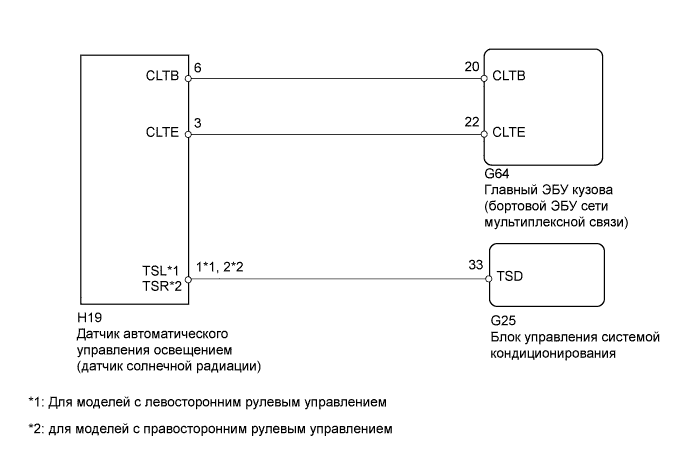 CLTB 6 20 CLTB
CLTE 3 22 CLTE
G64
Главный ЭБУ кузова
(бортовой ЭБУ сети
мультиплексной связи)
TSL*1 1*1, 2*2 33 TSD
TSR*2
H19
Датчик автоматического
управления освещением
(датчик солнечной радиации)
G25
Блок управления системой
кондиционирования
*1: Для моделей с левосторонним рулевым управлением
*2: для моделей с правосторонним рулевым управлением